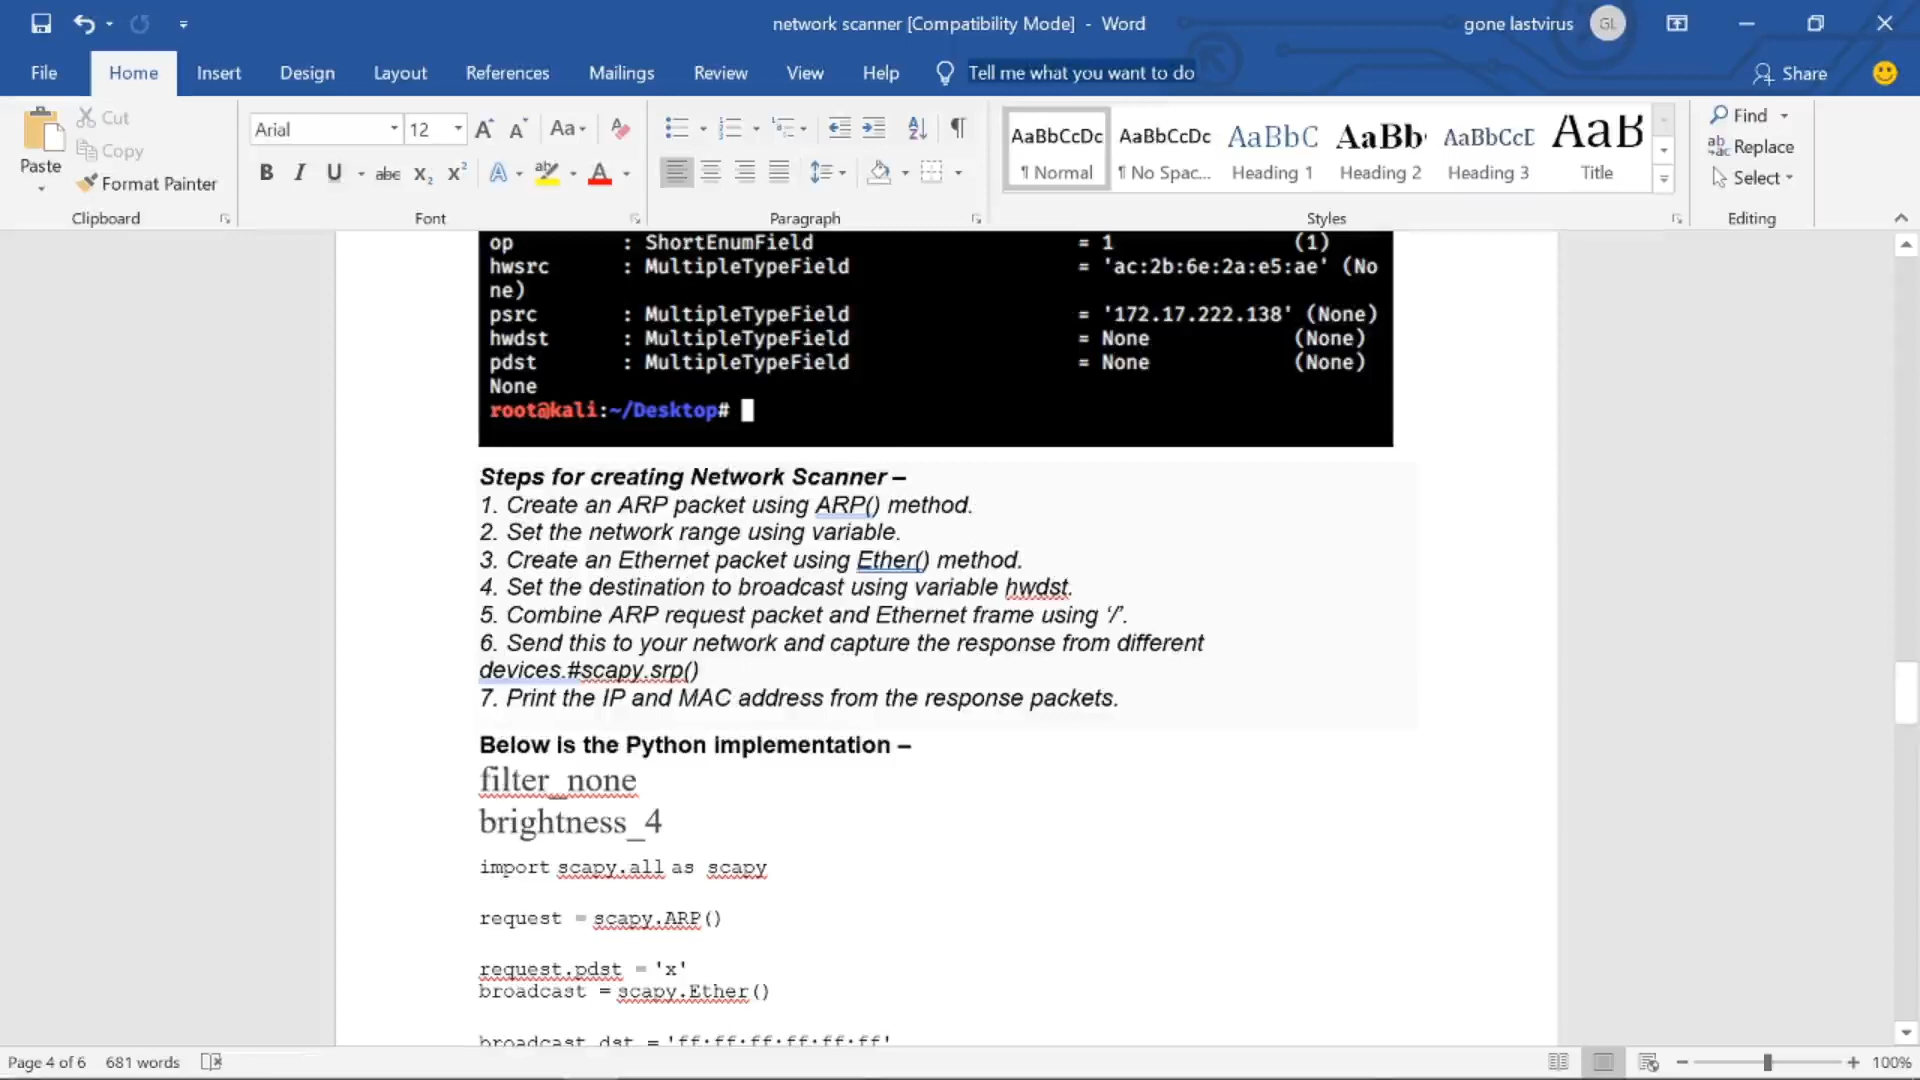 network scanner [Compatibility Mode] - Word
gone lastvirus
GL
File
Home
Insert
Design
Layout
References
Mailings
Review
View
Help
Tell me what you want to do
Share
Paste
Cut
Copy
Format Painter
Clipboard
Arial
12
Font
Paragraph
AaBbCcDc
¶ Normal
AaBbCcDc
¶ No Spac...
AaBbC
Heading 1
AaBb
Heading 2
AaBbCcD
Heading 3
AaB
Title
Styles
Find
Replace
Select
Editing
op : ShortEnumField = 1 (1)
hwsrc : MultipleTypeField = 'ac:2b:6e:2a:e5:ae' (No
ne)
psrc : MultipleTypeField = '172.17.222.138' (None)
hwdst : MultipleTypeField = None (None)
pdst : MultipleTypeField = None (None)
None
root@kali:~/Desktop#
Steps for creating Network Scanner –
1. Create an ARP packet using ARP() method.
2. Set the network range using variable.
3. Create an Ethernet packet using Ether() method.
4. Set the destination to broadcast using variable hwdst.
5. Combine ARP request packet and Ethernet frame using ‘/’.
6. Send this to your network and capture the response from different
devices.#scapy.srp()
7. Print the IP and MAC address from the response packets.
Below is the Python implementation –
filter_none
brightness_4
import scapy.all as scapy
request = scapy.ARP()
request.pdst = 'x'
broadcast = scapy.Ether()
broadcast.dst = 'ff:ff:ff:ff:ff:ff'
Page 4 of 6
681 words
100%